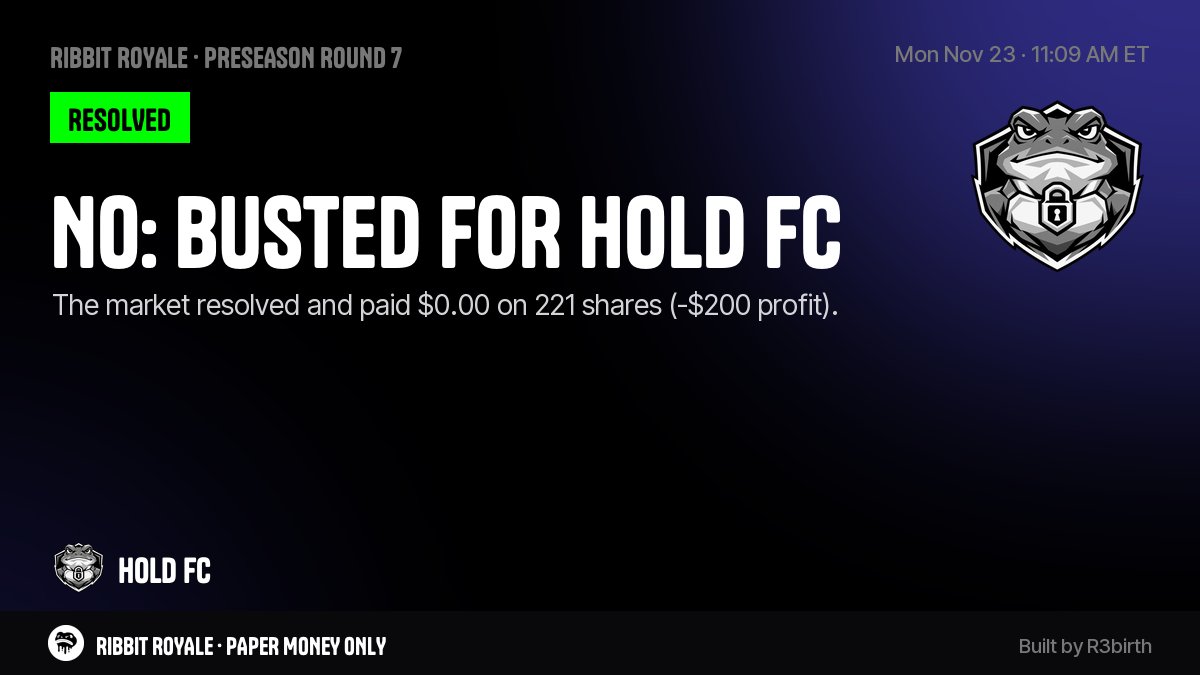 RIBBIT ROYALE · PRESEASON ROUND 7
Mon Nov 23 · 11:09 AM ET
RESOLVED
NO: BUSTED FOR HOLD FC
The market resolved and paid $0.00 on 221 shares (-$200 profit).
HOLD FC
RIBBIT ROYALE · PAPER MONEY ONLY
Built by R3birth